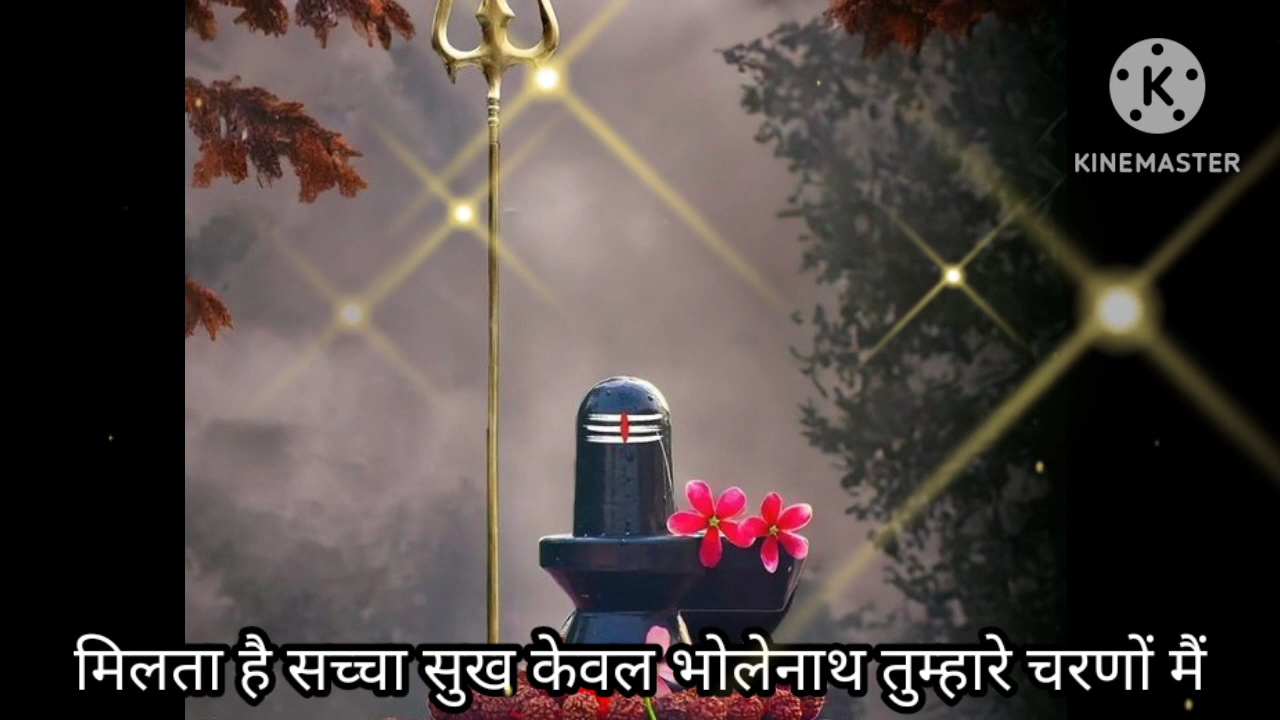 KINEMASTER
मिलता है सच्चा सुख केवल भोलेनाथ तुम्हारे चरणों मैं